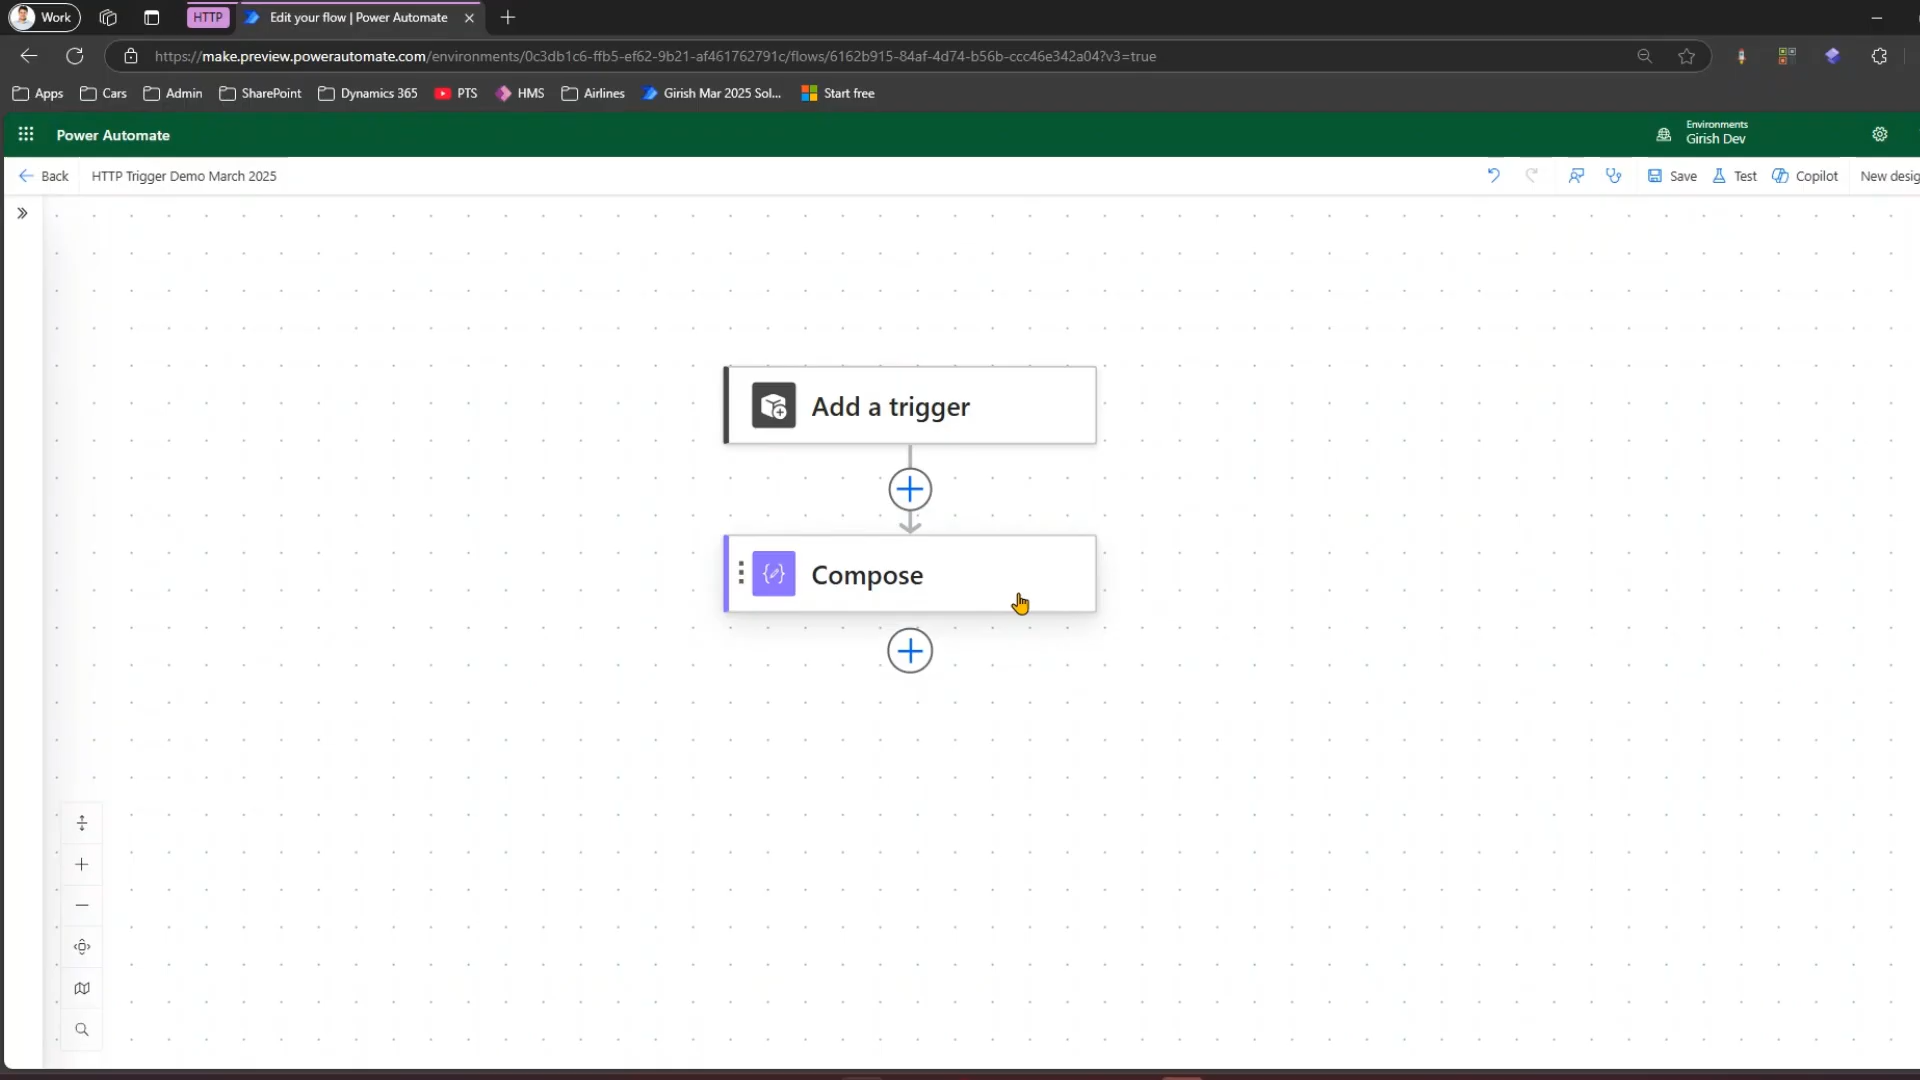 Work
HTTP
Edit your flow | Power Automate
https://make.preview.powerautomate.com/environments/0c3db1c6-ffb5-ef62-9b21-af461762791c/flows/6162b915-84af-4d74-b56b-ccc46e342a04?v3=true
Apps Cars Admin SharePoint Dynamics 365 PTS HMS Airlines Girish Mar 2025 Sol... Start free
Power Automate
Environments
Girish Dev
Back HTTP Trigger Demo March 2025 Save Test Copilot New desig
Add a trigger
Compose